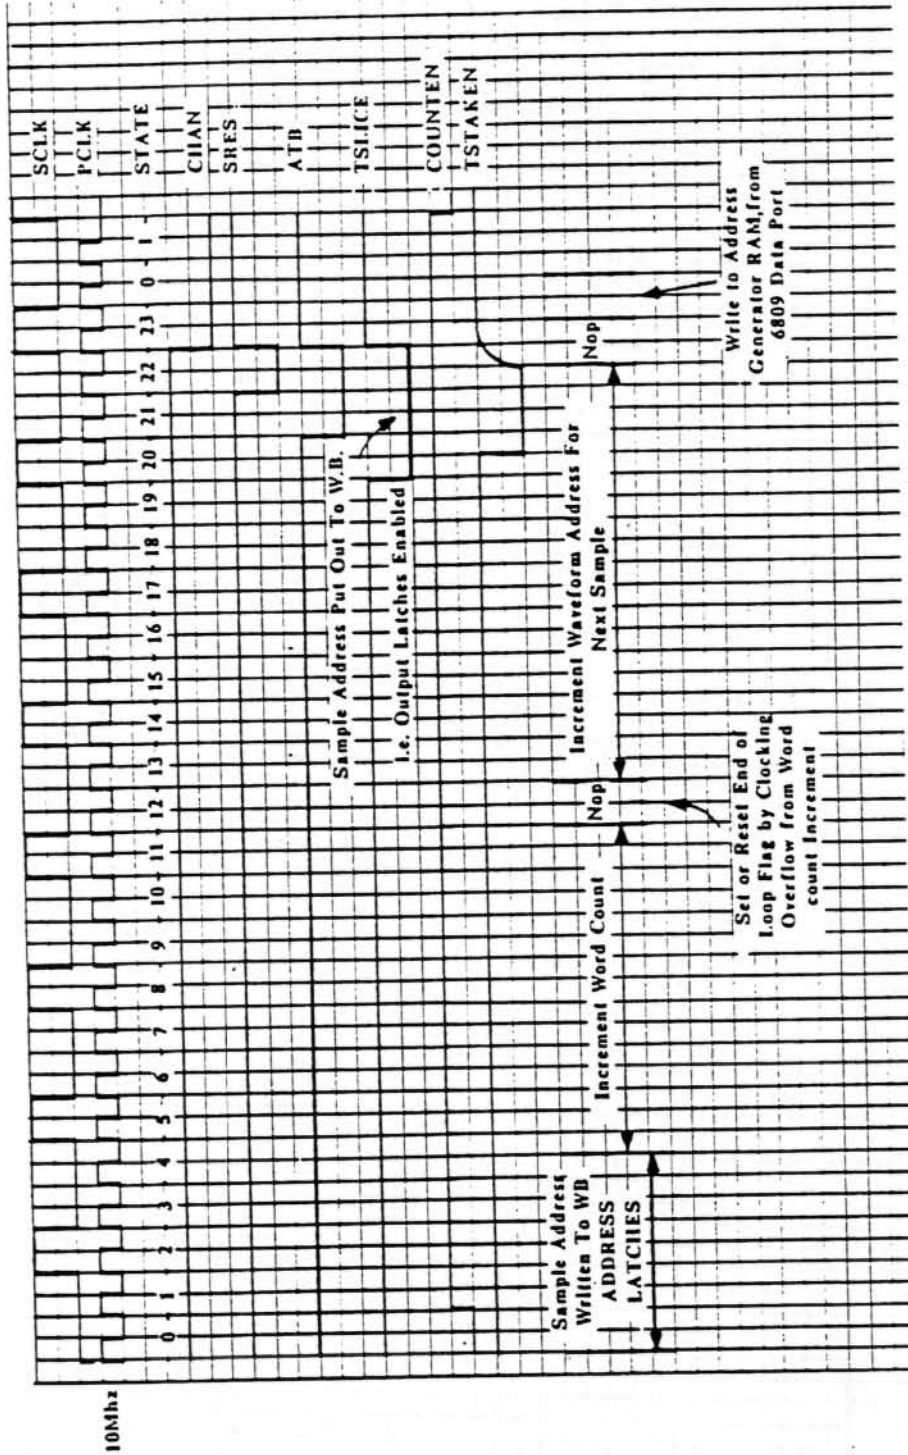 SCLK
PCLK
STATE
CHAN
SRES
ATB
TSLICE
COUNTEN
TSTAKEN
10Mhz
0 1 2 3 4 5 6 7 8 9 10 11 12 13 14 15 16 17 18 19 20 21 22 23 0 1
Sample Address Put Out To W.B.
i.e. Output Latches Enabled
Sample Address
Written To WB
ADDRESS
LATCHES
Increment Word Count
Nop
Set or Reset End of
Loop Flag by Clocking
Overflow from Word
count Increment
Increment Waveform Address For
Next Sample
Nop
Write to Address
Generator RAM,from
6809 Data Port